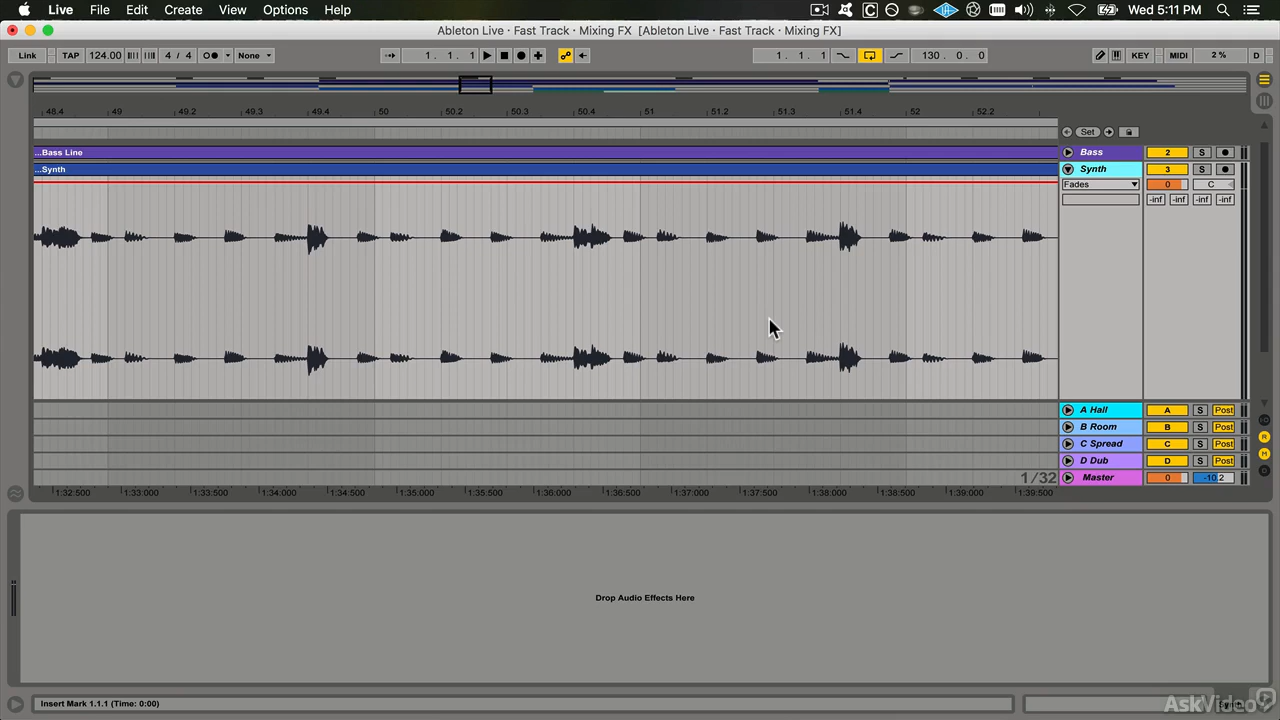 Live File Edit Create View Options Help Wed 5:11 PM
Ableton Live · Fast Track · Mixing FX [Ableton Live · Fast Track · Mixing FX]
Link TAP 124.00 4 / 4 None 1. 1. 1 1. 1. 1 130. 0. 0 KEY MIDI 2 % D
48.4 49 49.2 49.3 49.4 50 50.2 50.3 50.4 51 51.2 51.3 51.4 52 52.2
Set
...Bass Line Bass 2 S
...Synth Synth 3 S
Fades 0 C
-inf -inf -inf -inf
A Hall A S Post
B Room B S Post
C Spread C S Post
D Dub D S Post
1/32 Master 0 -10.2
1:32:500 1:33:000 1:33:500 1:34:000 1:34:500 1:35:000 1:35:500 1:36:000 1:36:500 1:37:000 1:37:500 1:38:000 1:38:500 1:39:000 1:39:500
Drop Audio Effects Here
Insert Mark 1.1.1 (Time: 0:00)
AskVideo